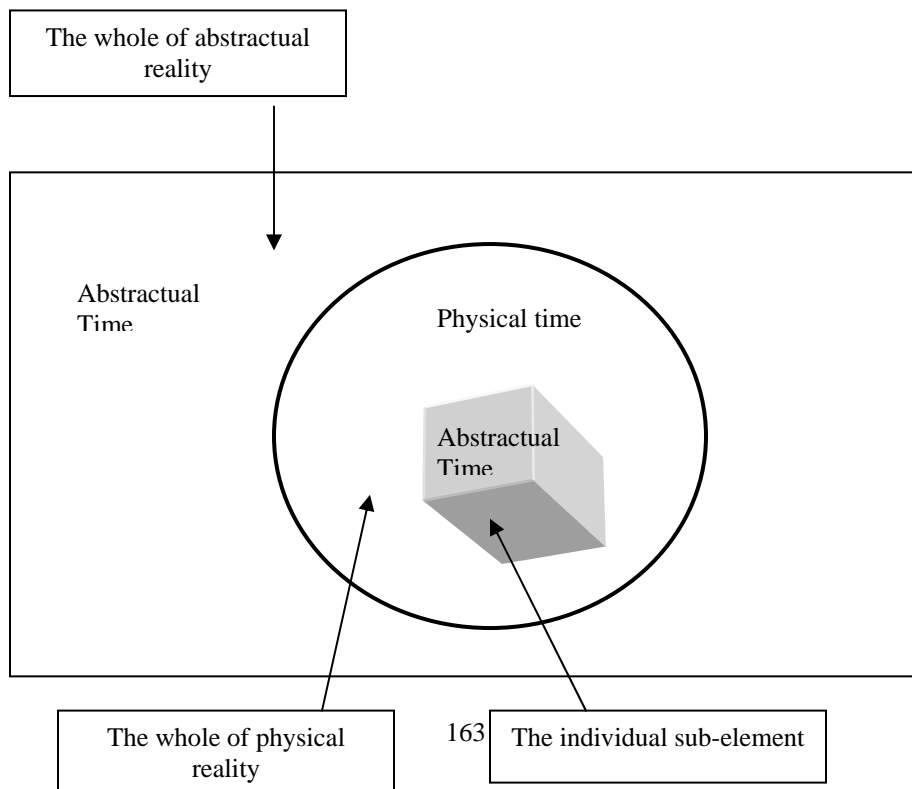 The whole of abstractual
reality
Abstractual
Time
Physical time
Abstractual
Time
The whole of physical
reality
163
The individual sub-element